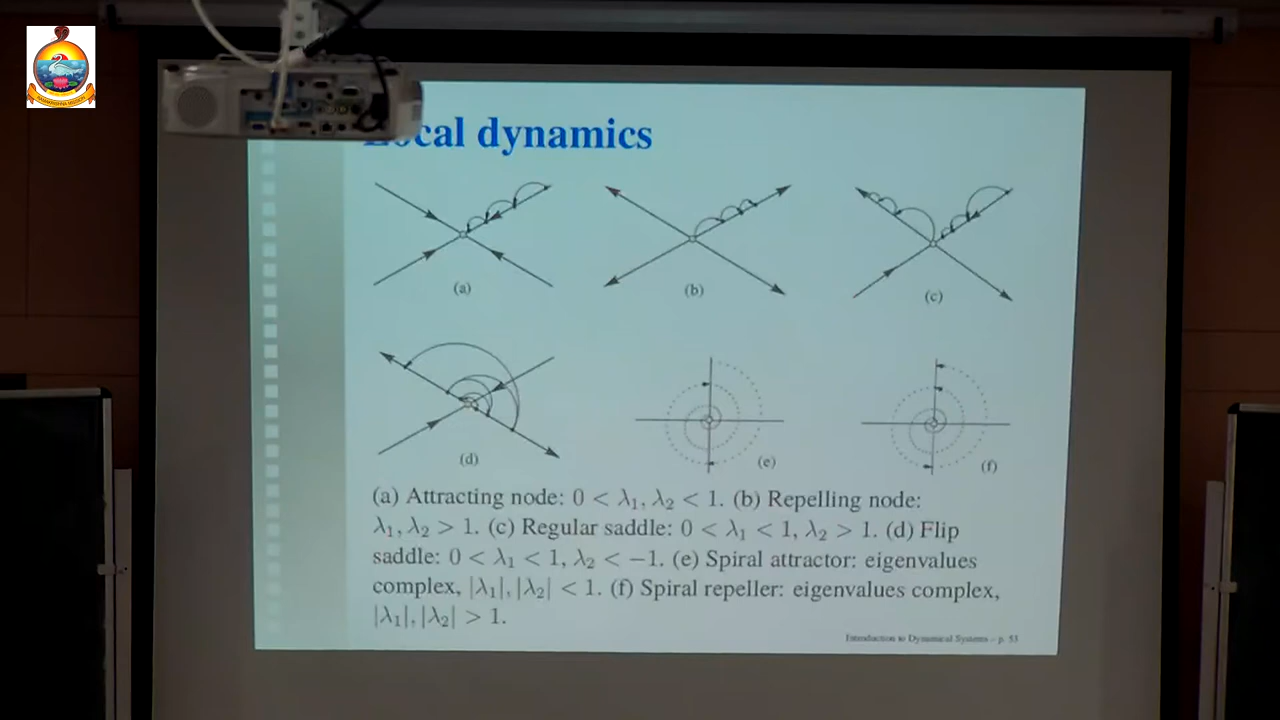 Local dynamics
(a)
(b)
(c)
(d)
(e)
(f)
(a) Attracting node: 0 < λ₁, λ₂ < 1. (b) Repelling node:
λ₁, λ₂ > 1. (c) Regular saddle: 0 < λ₁ < 1, λ₂ > 1. (d) Flip
saddle: 0 < λ₁ < 1, λ₂ < −1. (e) Spiral attractor: eigenvalues
complex, |λ₁|, |λ₂| < 1. (f) Spiral repeller: eigenvalues complex,
|λ₁|, |λ₂| > 1.
Introduction to Dynamical Systems – p. 53